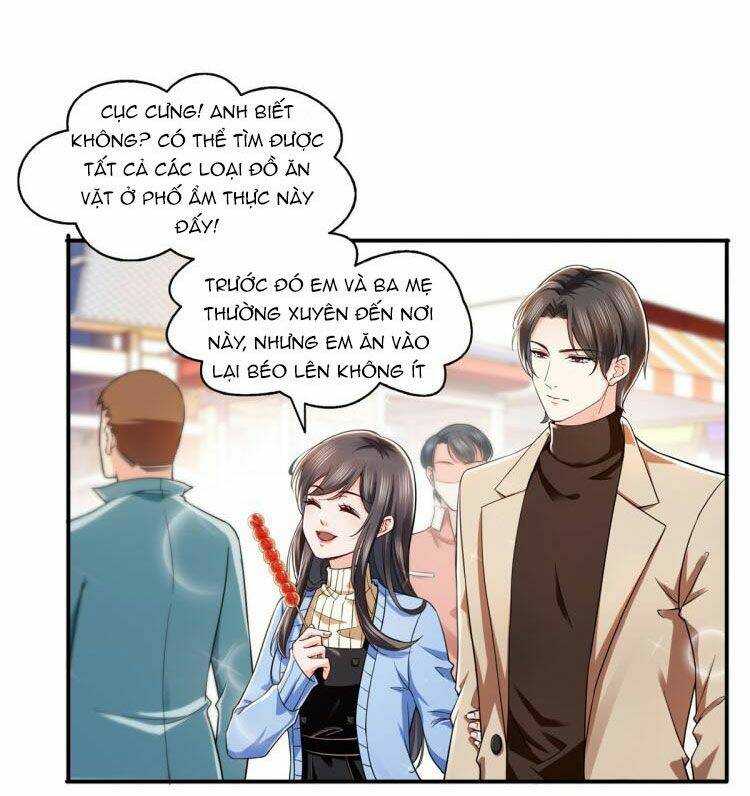 CỤC CƯNG! ANH BIẾT
KHÔNG? CÓ THỂ TÌM ĐƯỢC
TẤT CẢ CÁC LOẠI ĐỒ ĂN
VẶT Ở PHỐ ẨM THỰC NÀY
ĐẤY!
TRƯỚC ĐÓ EM VÀ BA MẸ
THƯỜNG XUYÊN ĐẾN NƠI
NÀY, NHƯNG EM ĂN VÀO
LẠI BÉO LÊN KHÔNG ÍT